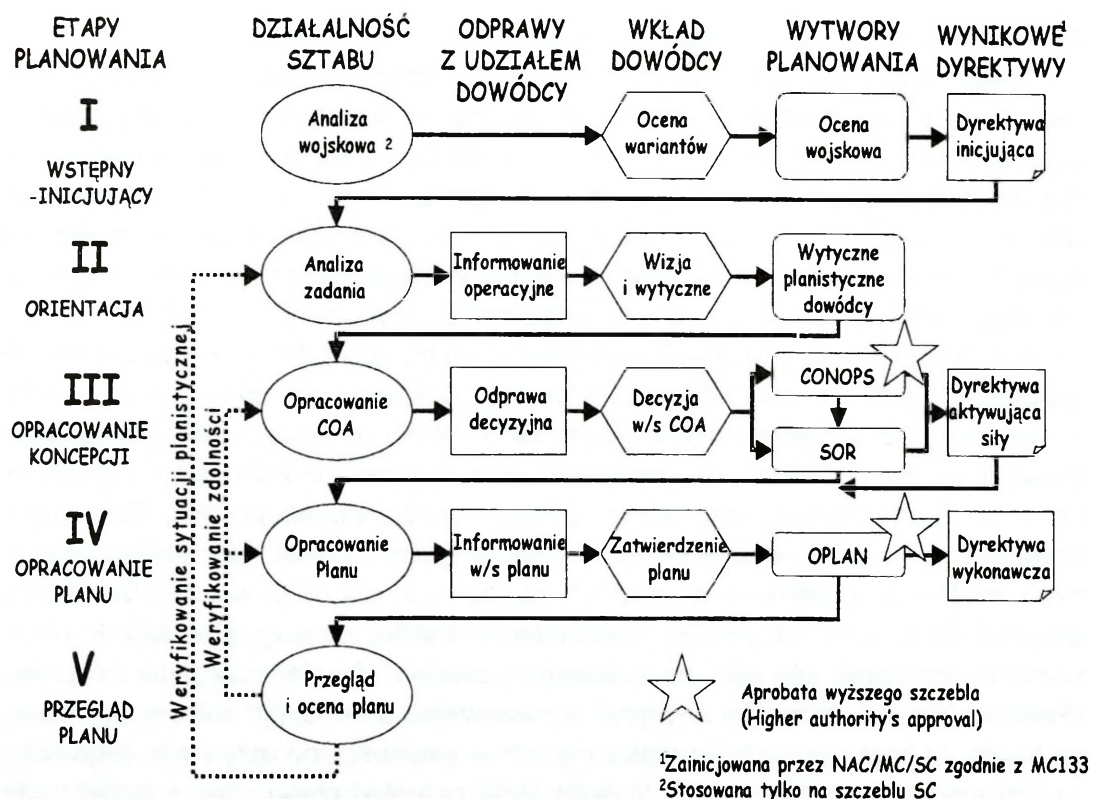 ETAPY
PLANOWANIA
DZIAŁALNOŚĆ
SZTABU
ODPRAWY
Z UDZIAŁEM
DOWÓDCY
WKŁAD
DOWÓDCY
WYTWORY
PLANOWANIA
WYNIKOWE¹
DYREKTYWY
I
WSTĘPNY
-INICJUJĄCY
Analiza
wojskowa ²
Ocena
wariantów
Ocena
wojskowa
Dyrektywa
inicjująca
II
ORIENTACJA
Analiza
zadania
Informowanie
operacyjne
Wizja
i wytyczne
Wytyczne
planistyczne
dowódcy
III
OPRACOWANIE
KONCEPCJI
Opracowanie
COA
Odprawa
decyzyjna
Decyzja
w/s COA
CONOPS
SOR
Dyrektywa
aktywująca
siły
IV
OPRACOWANIE
PLANU
Opracowanie
Planu
Informowanie
w/s planu
Zatwierdzenie
planu
OPLAN
Dyrektywa
wykonawcza
V
PRZEGLĄD
PLANU
Przegląd
i ocena planu
Weryfikowanie sytuacji planistycznej
Weryfikowanie zdolności
Aprobata wyższego szczebla
(Higher authority's approval)
¹Zainicjowana przez NAC/MC/SC zgodnie z MC133
²Stosowana tylko na szczeblu SC